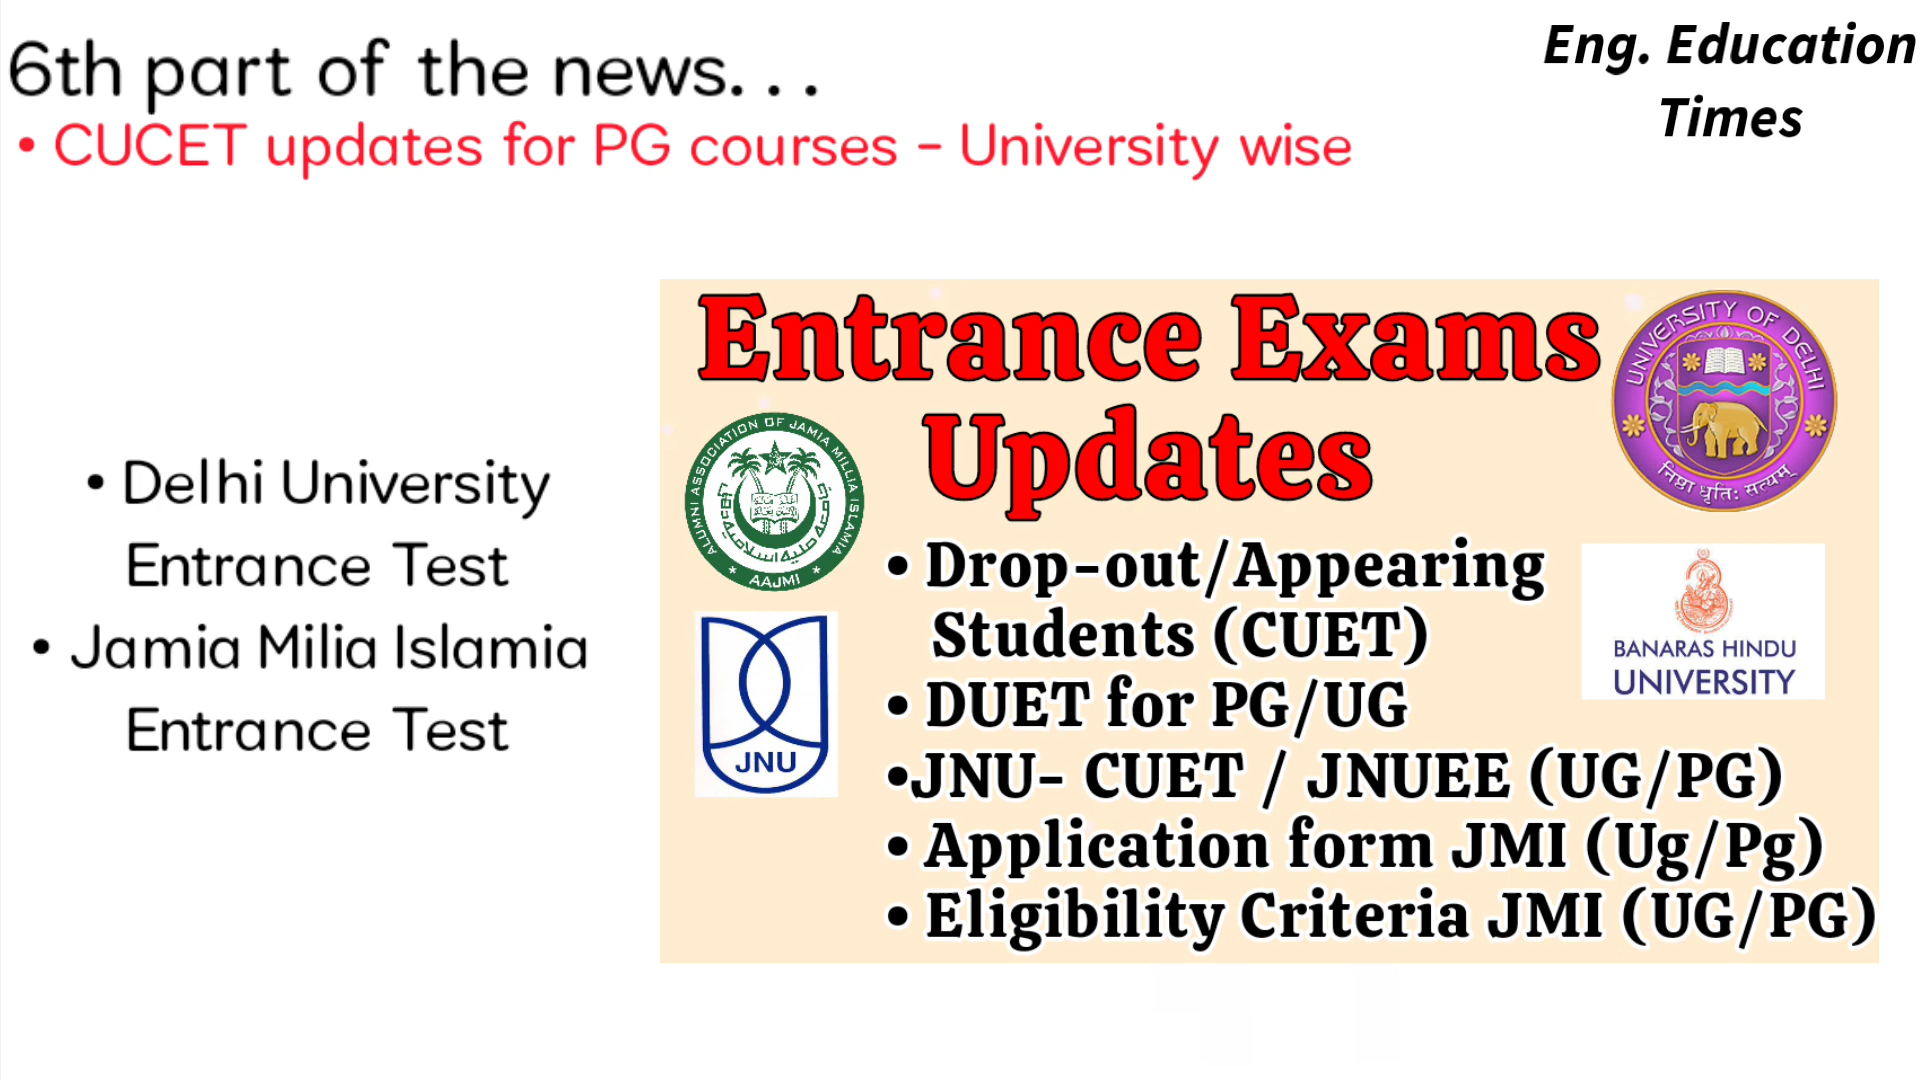 6th part of the news. . .
• CUCET updates for PG courses - University wise
Eng. Education
Times
• Delhi University
Entrance Test
• Jamia Milia Islamia
Entrance Test
Entrance Exams
Updates
• Drop-out/Appearing
Students (CUET)
• DUET for PG/UG
•JNU- CUET / JNUEE (UG/PG)
• Application form JMI (Ug/Pg)
• Eligibility Criteria JMI (UG/PG)
ALUMNI ASSOCIATION OF JAMIA MILLIA ISLAMIA
* AAJMI *
JNU
UNIVERSITY OF DELHI
निष्ठा धृति: सत्यम्
BANARAS HINDU
UNIVERSITY